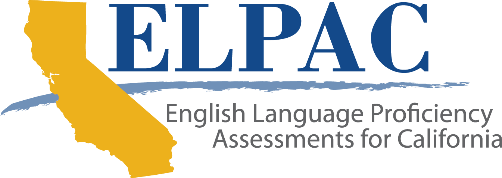 ELPAC
English Language Proficiency
Assessments for California